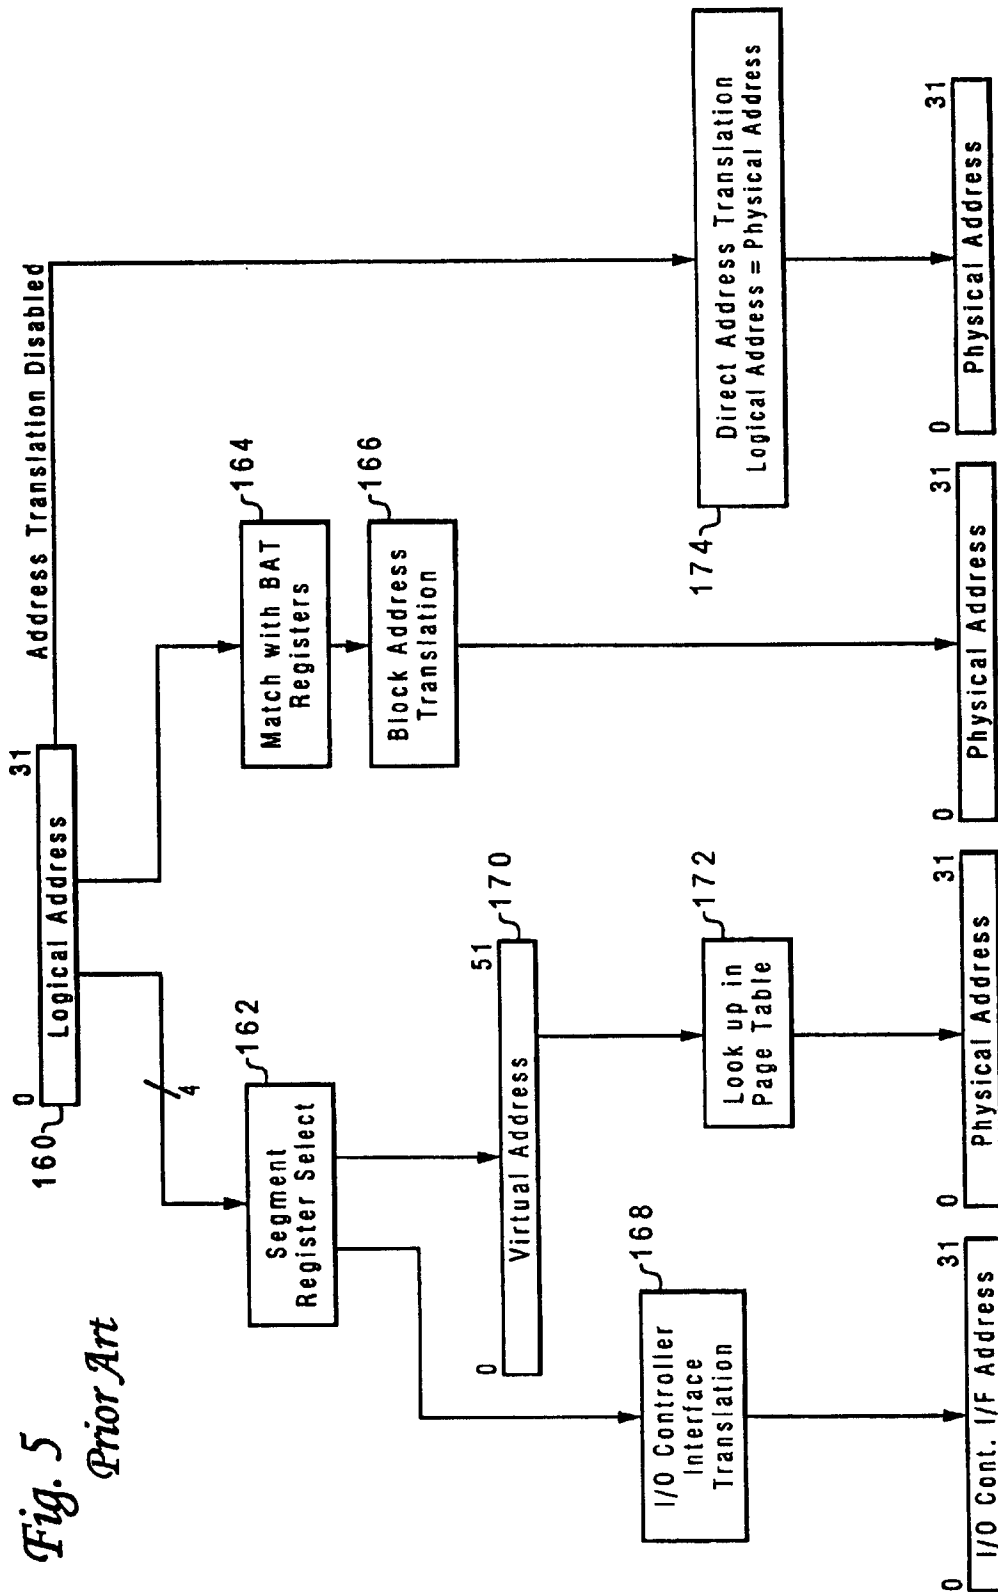 Fig. 5
Prior Art
0
31
160
Logical Address
Address Translation Disabled
4
162
Segment
Register Select
164
Match with BAT
Registers
166
Block Address
Translation
0
51
170
Virtual Address
168
I/O Controller
Interface
Translation
172
Look up in
Page Table
174
Direct Address Translation
Logical Address = Physical Address
0
31
I/O Cont. I/F Address
0
31
Physical Address
0
31
Physical Address
0
31
Physical Address